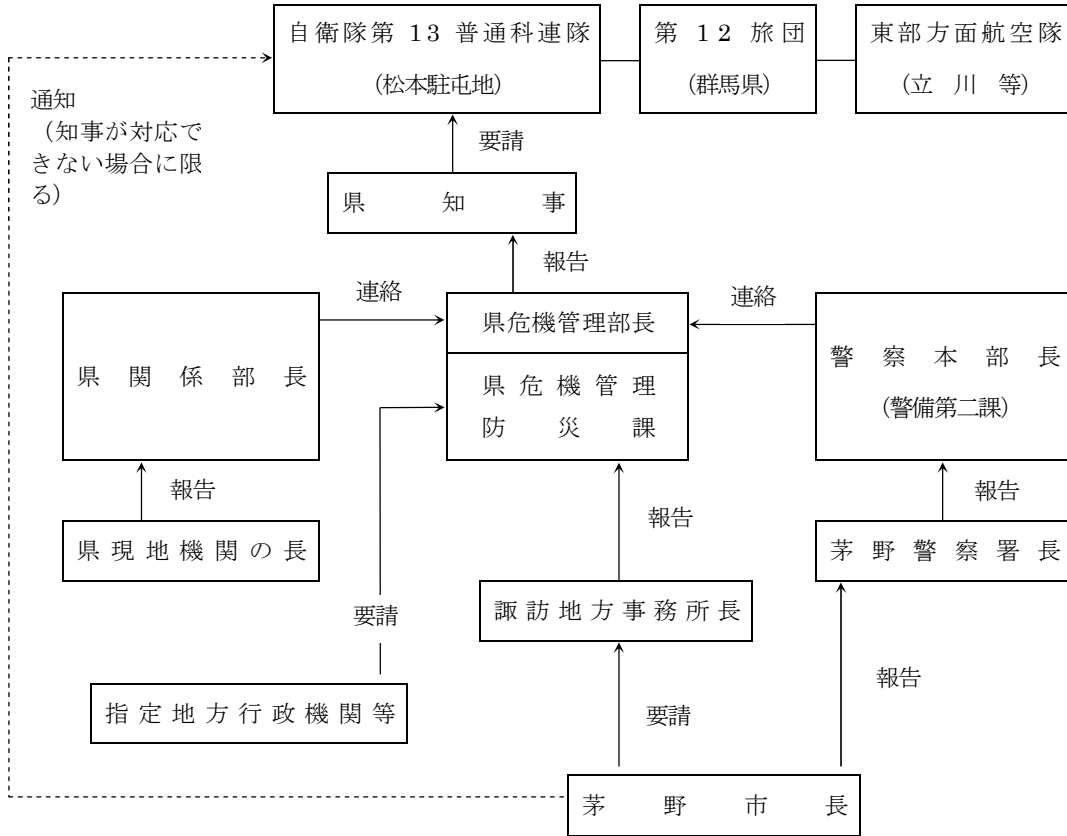 自衛隊第 13 普通科連隊
(松本駐屯地)
第 12 旅団
(群馬県)
東部方面航空隊
(立川等)
通知
（知事が対応で
きない場合に限
る）
要請
県知事
報告
連絡
連絡
県関係部長
県危機管理部長
県危機管理
防災課
警察本部長
(警備第二課)
報告
報告
報告
県現地機関の長
茅野警察署長
諏訪地方事務所長
要請
報告
指定地方行政機関等
要請
茅野市長